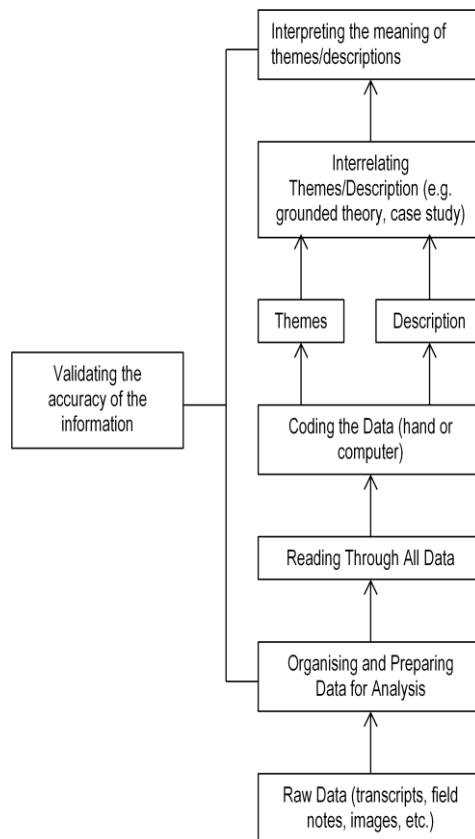 Interpreting the meaning of
themes/descriptions
Interrelating
Themes/Description (e.g.
grounded theory, case study)
Themes
Description
Validating the
accuracy of the
information
Coding the Data (hand or
computer)
Reading Through All Data
Organising and Preparing
Data for Analysis
Raw Data (transcripts, field
notes, images, etc.)